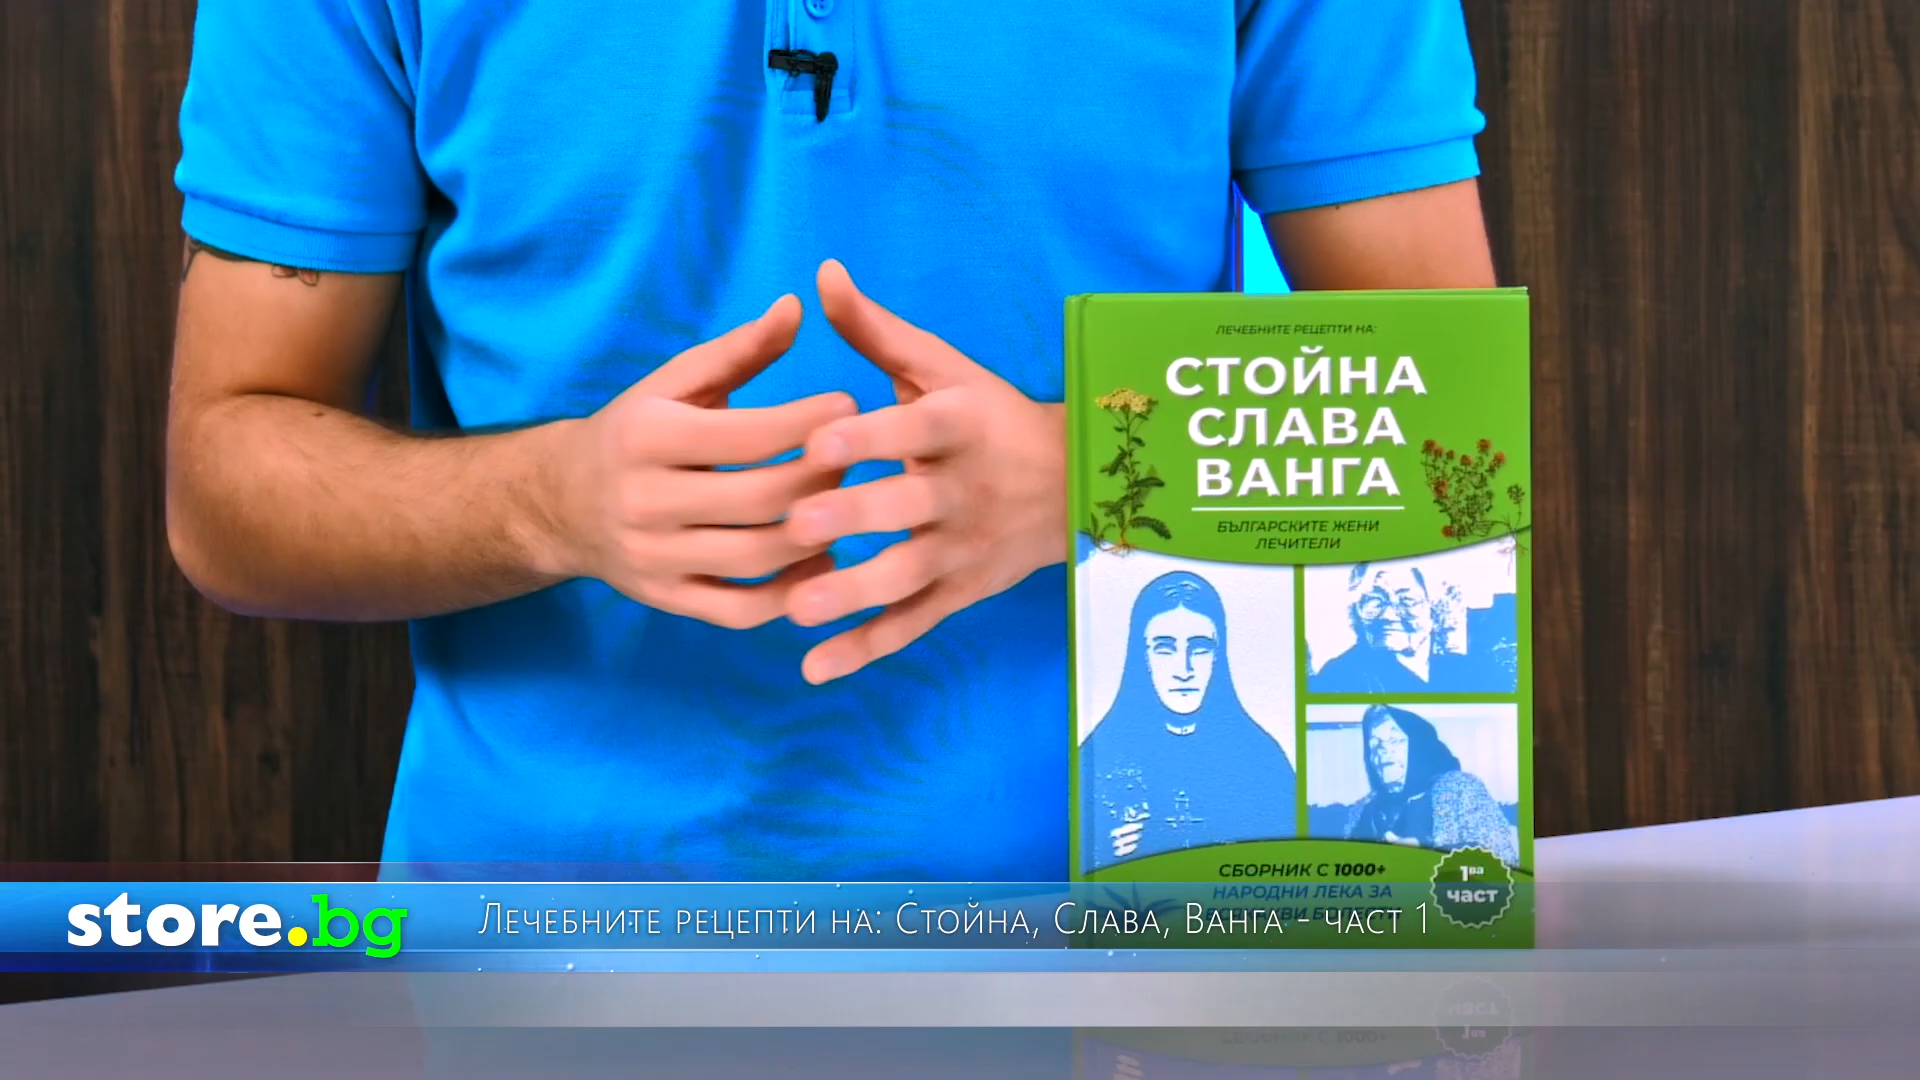 ЛЕЧЕБНИТЕ РЕЦЕПТИ НА:
СТОЙНА
СЛАВА
ВАНГА
БЪЛГАРСКИТЕ ЖЕНИ
ЛЕЧИТЕЛИ
СБОРНИК С 1000+
НАРОДНИ ЛЕКА ЗА
1ва
част
store.bg
Лечебните рецепти на: Стойна, Слава, Ванга - част 1